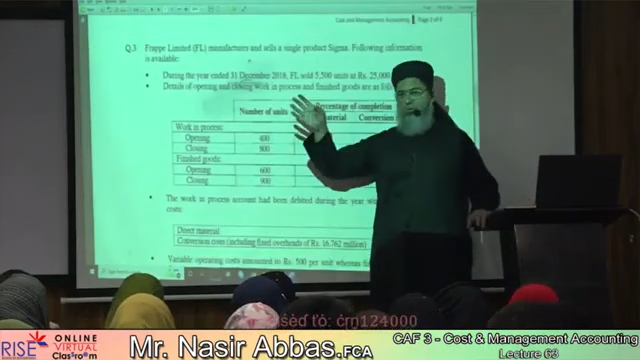 Cost and Management Accounting | Page 2 of 6
Q.3 Frappe Limited (FL) manufactures and sells a single product Sigma. Following information
is available:
• During the year ended 31 December 2018, FL sold 5,500 units at Rs. 25,000
• Details of opening and closing work in process and finished goods are as
Number of units
Percentage of completion
Conversion
Work in process:
Opening 400
Closing 800
Finished goods:
Opening 600
Closing 900
• The work in process account had been debited during the year
costs:
Direct material
Conversion costs (including fixed overheads of Rs. 16.762 million)
• Variable operating costs amounted to Rs. 500 per unit whereas
RISE ONLINE VIRTUAL Classroom
Mr. Nasir Abbas.FCA
CAF 3 - Cost & Management Accounting
Lecture 63